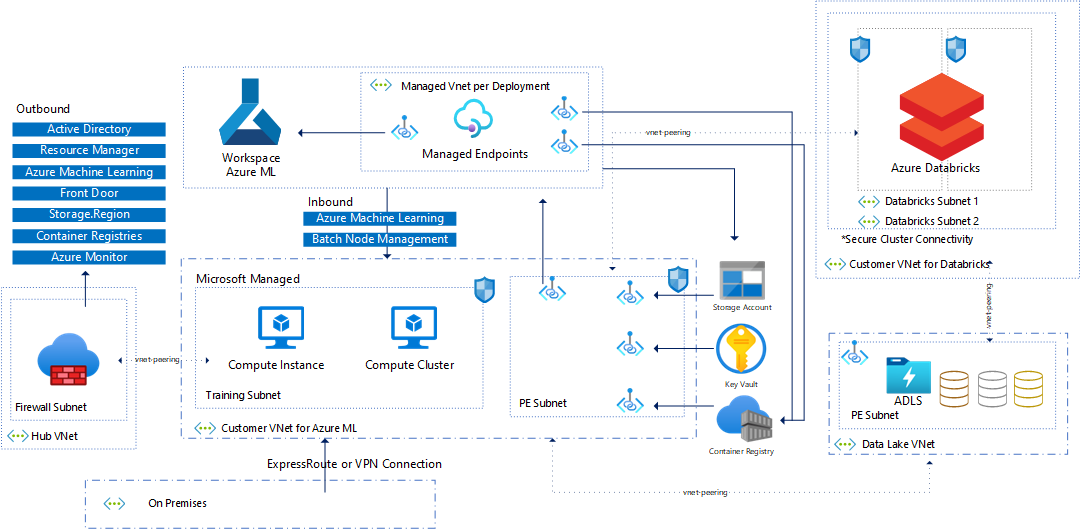 Outbound
Active Directory
Resource Manager
Azure Machine Learning
Front Door
Storage.Region
Container Registries
Azure Monitor
Firewall Subnet
Hub VNet
vnet-peering
Workspace
Azure ML
Managed Vnet per Deployment
Managed Endpoints
Inbound
Azure Machine Learning
Batch Node Management
Microsoft Managed
Compute Instance
Compute Cluster
Training Subnet
PE Subnet
Customer VNet for Azure ML
ExpressRoute or VPN Connection
On Premises
Storage Account
Key Vault
Container Registry
vnet-peering
Azure Databricks
Databricks Subnet 1
Databricks Subnet 2
*Secure Cluster Connectivity
Customer VNet for Databricks
vnet-peering
ADLS
PE Subnet
Data Lake VNet
vnet-peering